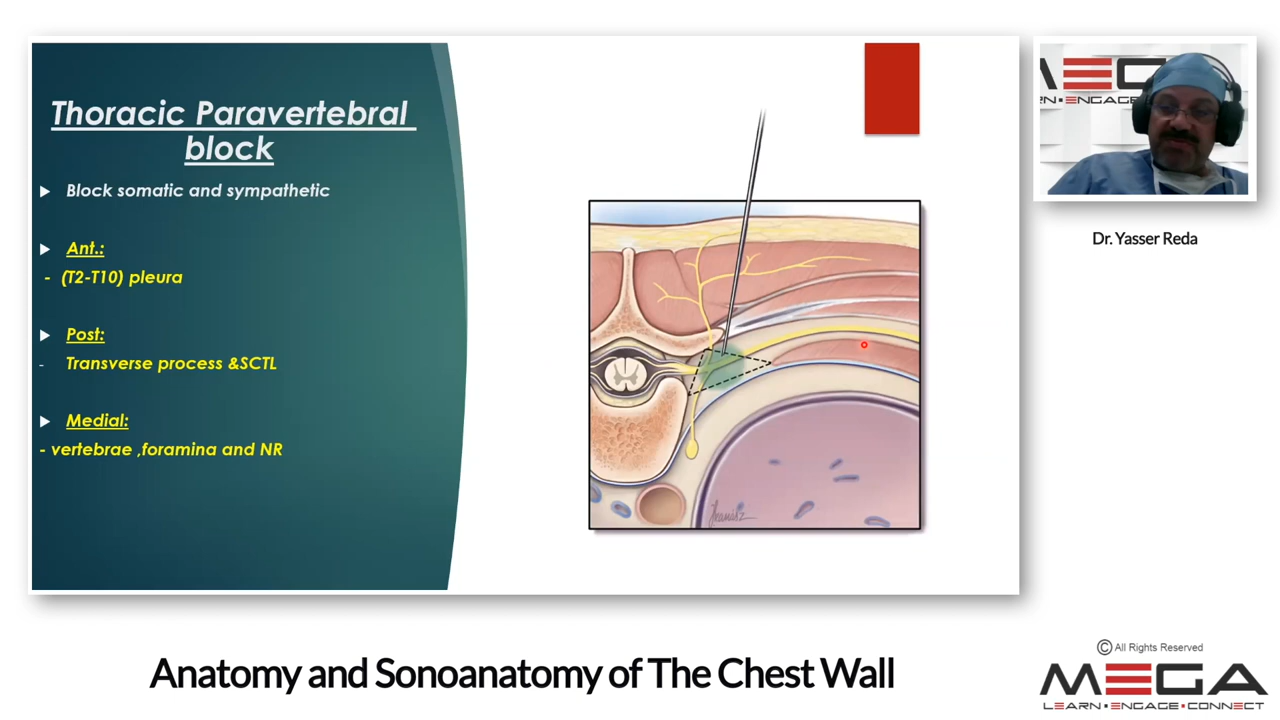 Thoracic Paravertebral
block
Block somatic and sympathetic
Ant.:
- (T2-T10) pleura
Post:
- Transverse process &SCTL
Medial:
- vertebrae ,foramina and NR
Dr. Yasser Reda
Anatomy and Sonoanatomy of The Chest Wall
© All Rights Reserved
MEGA
LEARN • ENGAGE • CONNECT